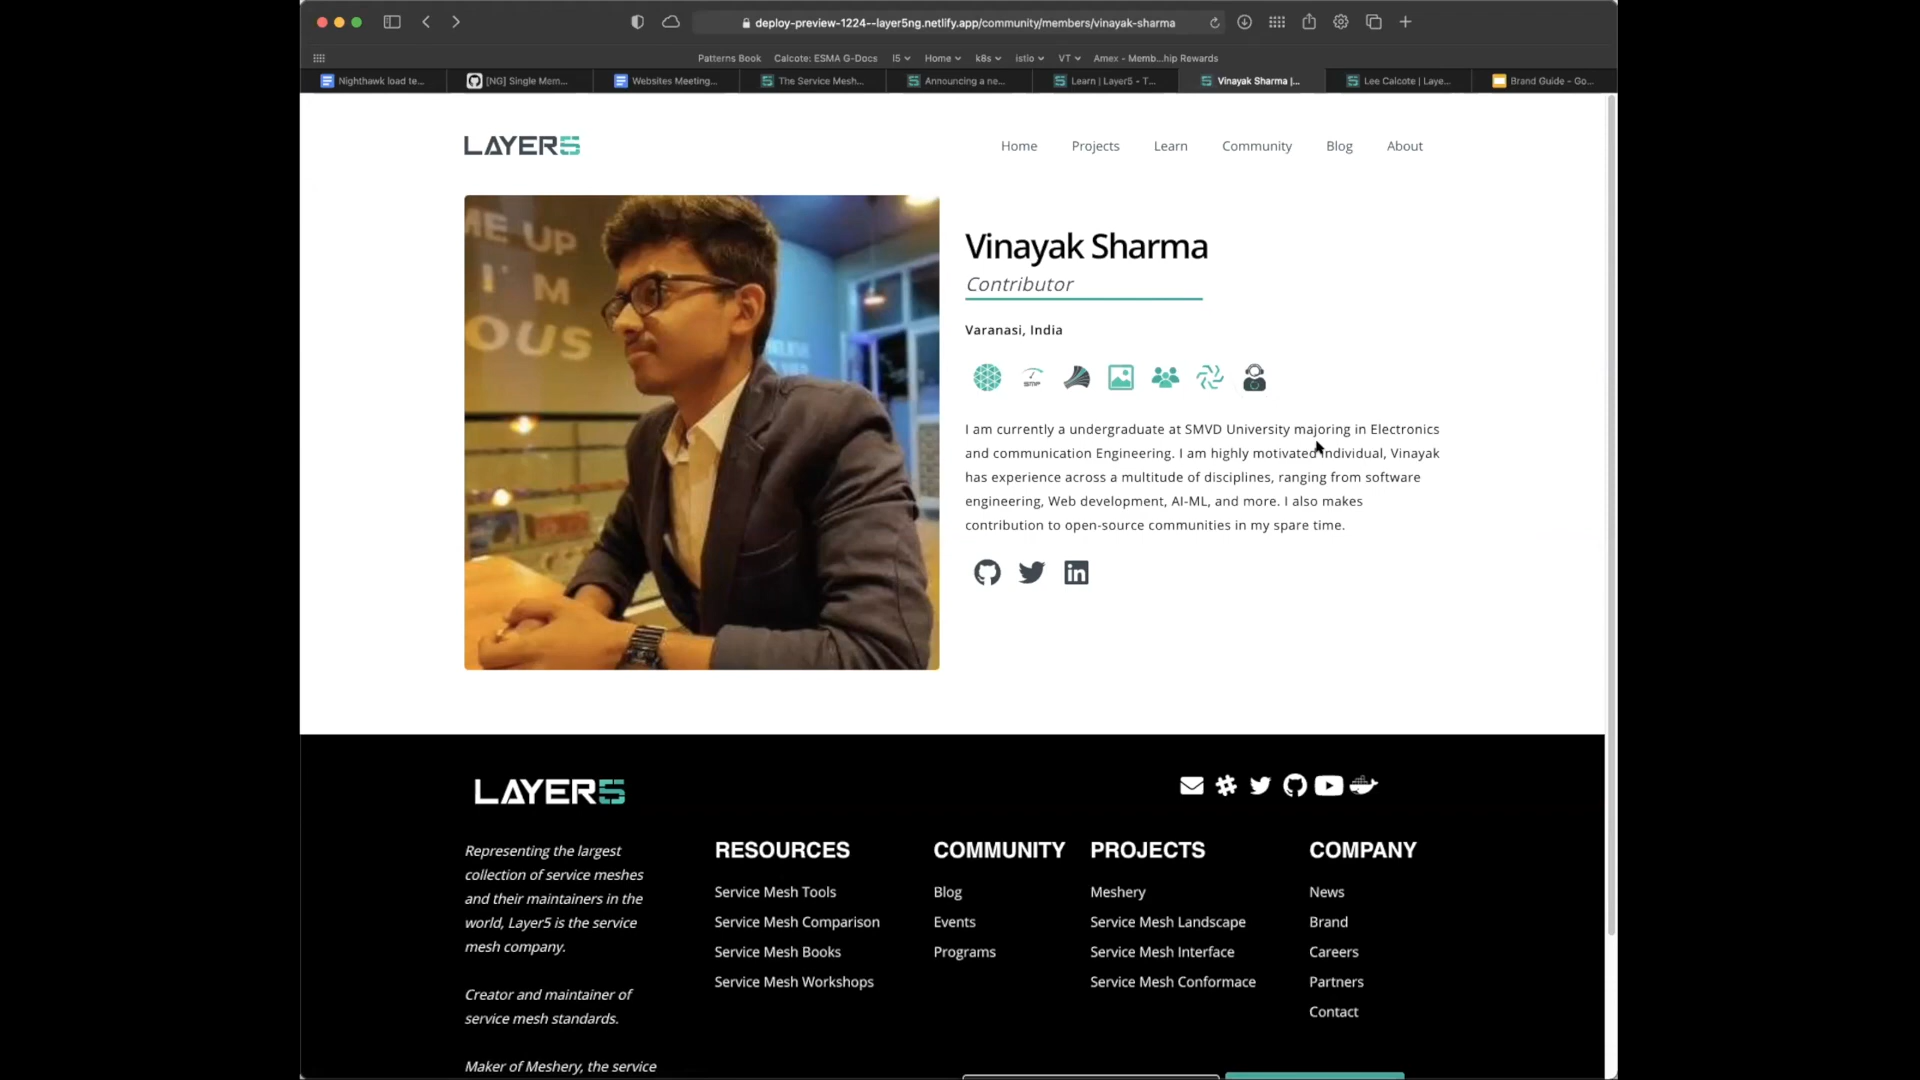 deploy-preview-1224--layer5ng.netlify.app/community/members/vinayak-sharma
Patterns Book Calcote: ESMA G-Docs l5 Home k8s istio VT Amex - Memb...hip Rewards
Nighthawk load te... [NG] Single Mem... Websites Meeting... The Service Mesh... Announcing a ne... Learn | Layer5 - T... Vinayak Sharma |... Lee Calcote | Laye... Brand Guide - Go...
LAYER5
Home Projects Learn Community Blog About
ME UP
I'M
OUS
Vinayak Sharma
Contributor
Varanasi, India
SMP
I am currently a undergraduate at SMVD University majoring in Electronics
and communication Engineering. I am highly motivated individual, Vinayak
has experience across a multitude of disciplines, ranging from software
engineering, Web development, AI-ML, and more. I also makes
contribution to open-source communities in my spare time.
LAYER5
Representing the largest
collection of service meshes
and their maintainers in the
world, Layer5 is the service
mesh company.
Creator and maintainer of
service mesh standards.
Maker of Meshery, the service
RESOURCES
Service Mesh Tools
Service Mesh Comparison
Service Mesh Books
Service Mesh Workshops
COMMUNITY
Blog
Events
Programs
PROJECTS
Meshery
Service Mesh Landscape
Service Mesh Interface
Service Mesh Conformace
COMPANY
News
Brand
Careers
Partners
Contact